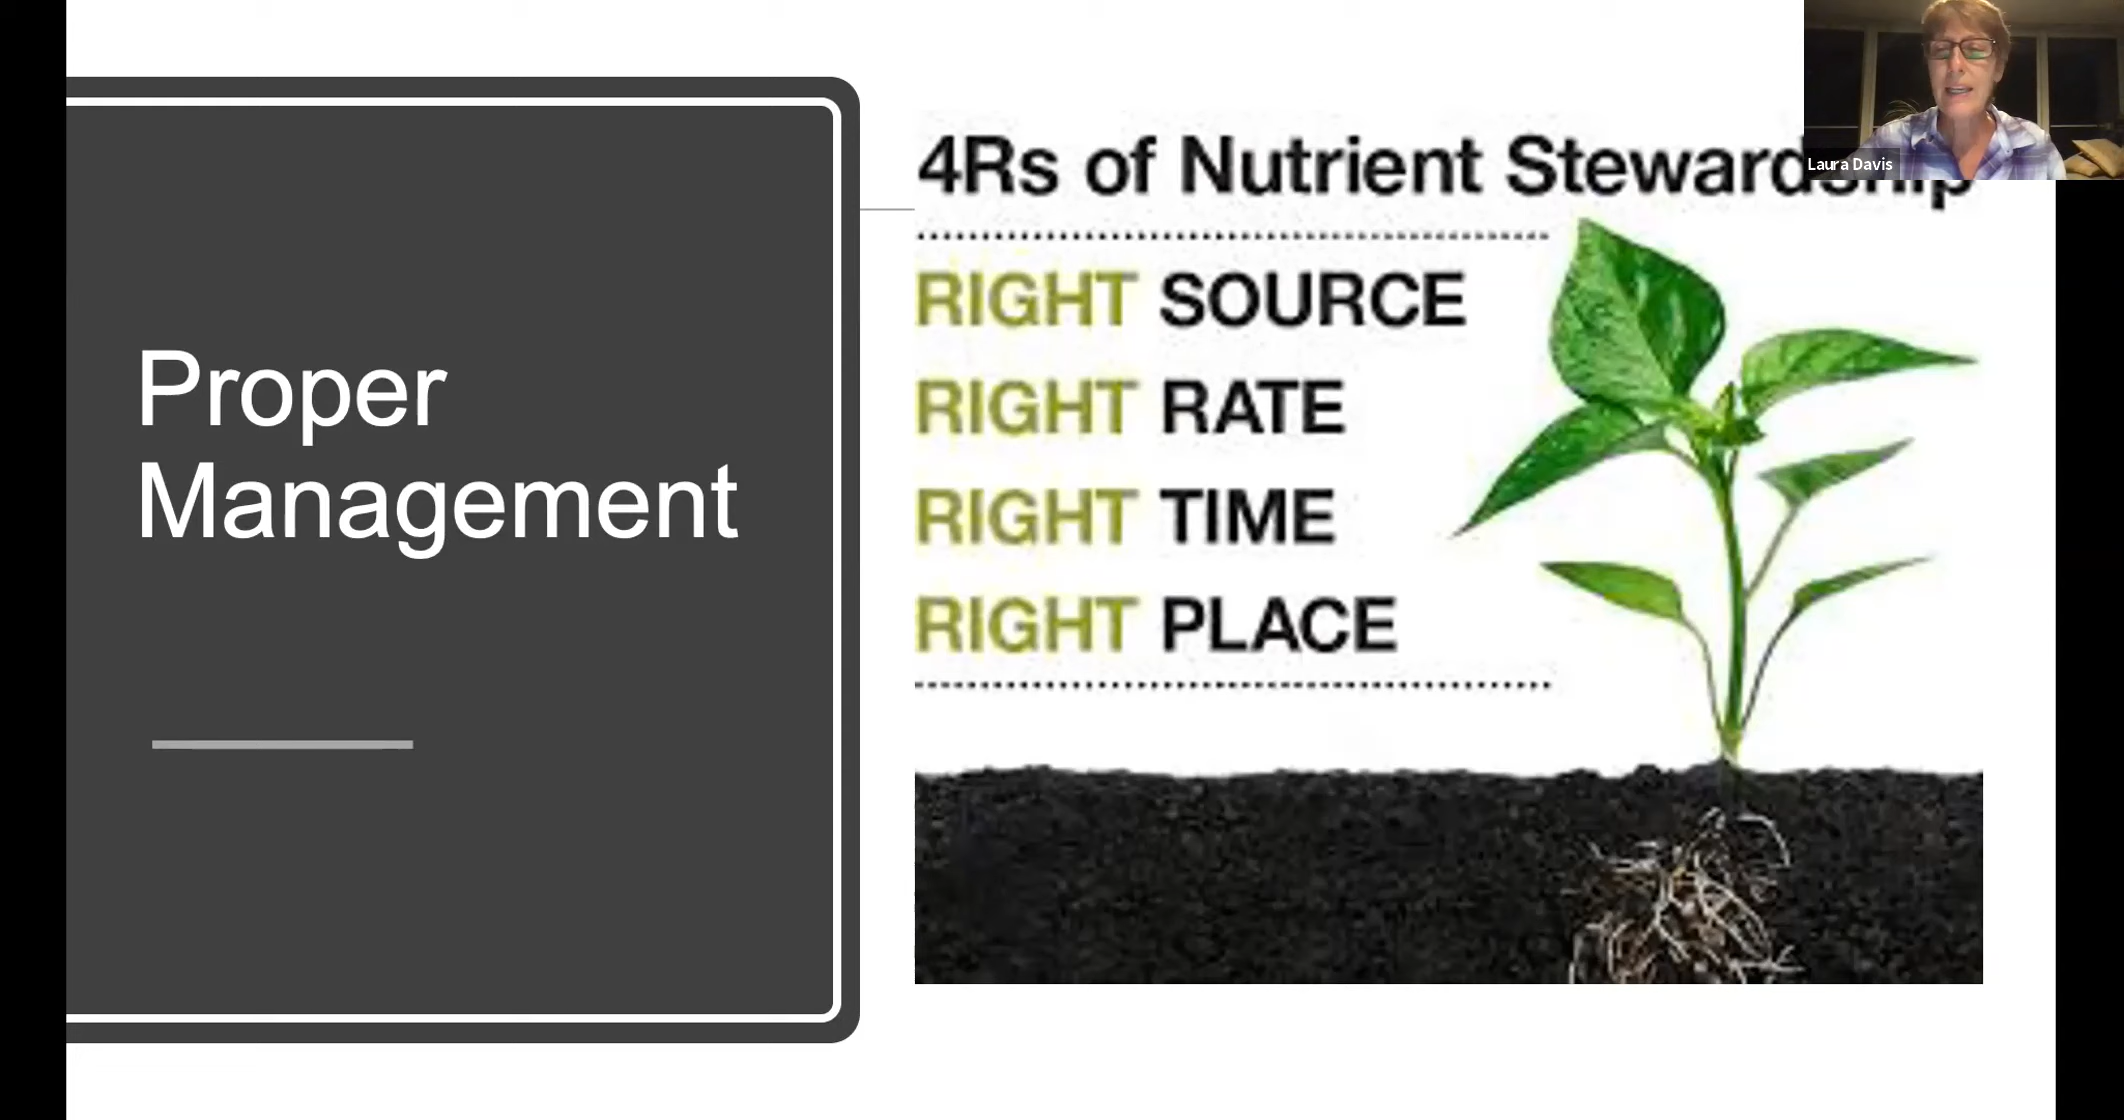 Proper
Management
4Rs of Nutrient Stewardship
RIGHT SOURCE
RIGHT RATE
RIGHT TIME
RIGHT PLACE
Laura Davis